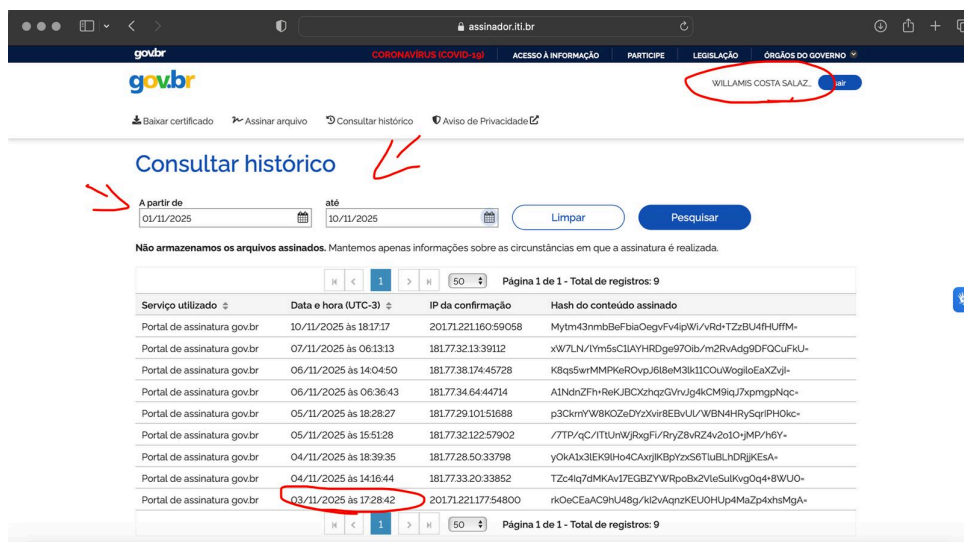 assinador.iti.br
gov.br CORONAVÍRUS (COVID-19) ACESSO À INFORMAÇÃO PARTICIPE LEGISLAÇÃO ÓRGÃOS DO GOVERNO
gov.br WILLAMIS COSTA SALAZ... Sair
Baixar certificado Assinar arquivo Consultar histórico Aviso de Privacidade
Consultar histórico
A partir de até
01/11/2025 10/11/2025 Limpar Pesquisar
Não armazenamos os arquivos assinados. Mantemos apenas informações sobre as circunstâncias em que a assinatura é realizada.
1 50 Página 1 de 1 - Total de registros: 9
Serviço utilizado Data e hora (UTC-3) IP da confirmação Hash do conteúdo assinado
Portal de assinatura gov.br 10/11/2025 às 18:17:17 201.71.221.160:59058 Mytm43nmbBeFbiaOegvFv4ipWi/vRd+TZzBU4fHUffM=
Portal de assinatura gov.br 07/11/2025 às 06:13:13 181.77.32.13:39112 xW7LN/lYm5sC1lAYHRDge97Oib/m2RvAdg9DFQCuFkU=
Portal de assinatura gov.br 06/11/2025 às 14:04:50 181.77.38.174:45728 K8qs5wrMMPKeROvpJ6l8eM3lk11COuWogiloEaXZvjI=
Portal de assinatura gov.br 06/11/2025 às 06:36:43 181.77.34.64:44714 A1NdnZFh+ReKJBCXzhqzGVrvJg4kCM9iqJ7xpmgpNqc=
Portal de assinatura gov.br 05/11/2025 às 18:28:27 181.77.29.101:51688 p3CkrnYW8KOZeDYzXvir8EBvUl/WBN4HRySqrIPH0kc=
Portal de assinatura gov.br 05/11/2025 às 15:51:28 181.77.32.122:57902 /7TP/qC/ITtUnWjRxgFi/RryZ8vRZ4v2o1O+jMP/h6Y=
Portal de assinatura gov.br 04/11/2025 às 18:39:35 181.77.28.50:33798 yOkA1x3lEK9lHo4CAxrjIKBpYzxS6TluBLhDRjjKEsA=
Portal de assinatura gov.br 04/11/2025 às 14:16:44 181.77.33.20:33852 TZc4lq7dMKAv17EGBZYWRpoBx2VleSulKvg0q4+8WU0=
Portal de assinatura gov.br 03/11/2025 às 17:28:42 201.71.221.177:54800 rkOeCEaAC9hU48g/kI2vAqnzKEU0HUp4MaZp4xhsMgA=
1 50 Página 1 de 1 - Total de registros: 9